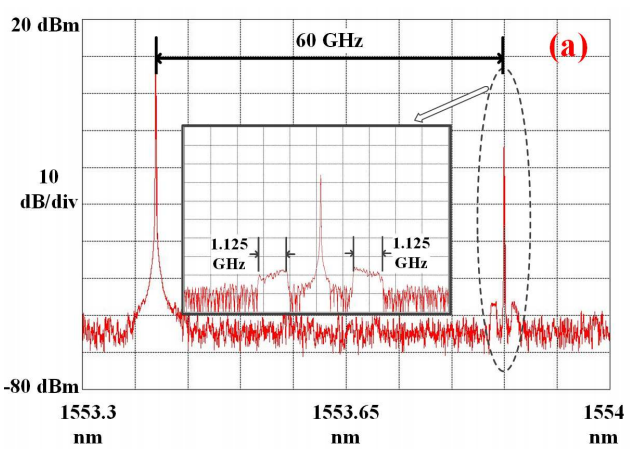 20 dBm
60 GHz
(a)
10
dB/div
1.125
GHz
1.125
GHz
-80 dBm
1553.3
nm
1553.65
nm
1554
nm